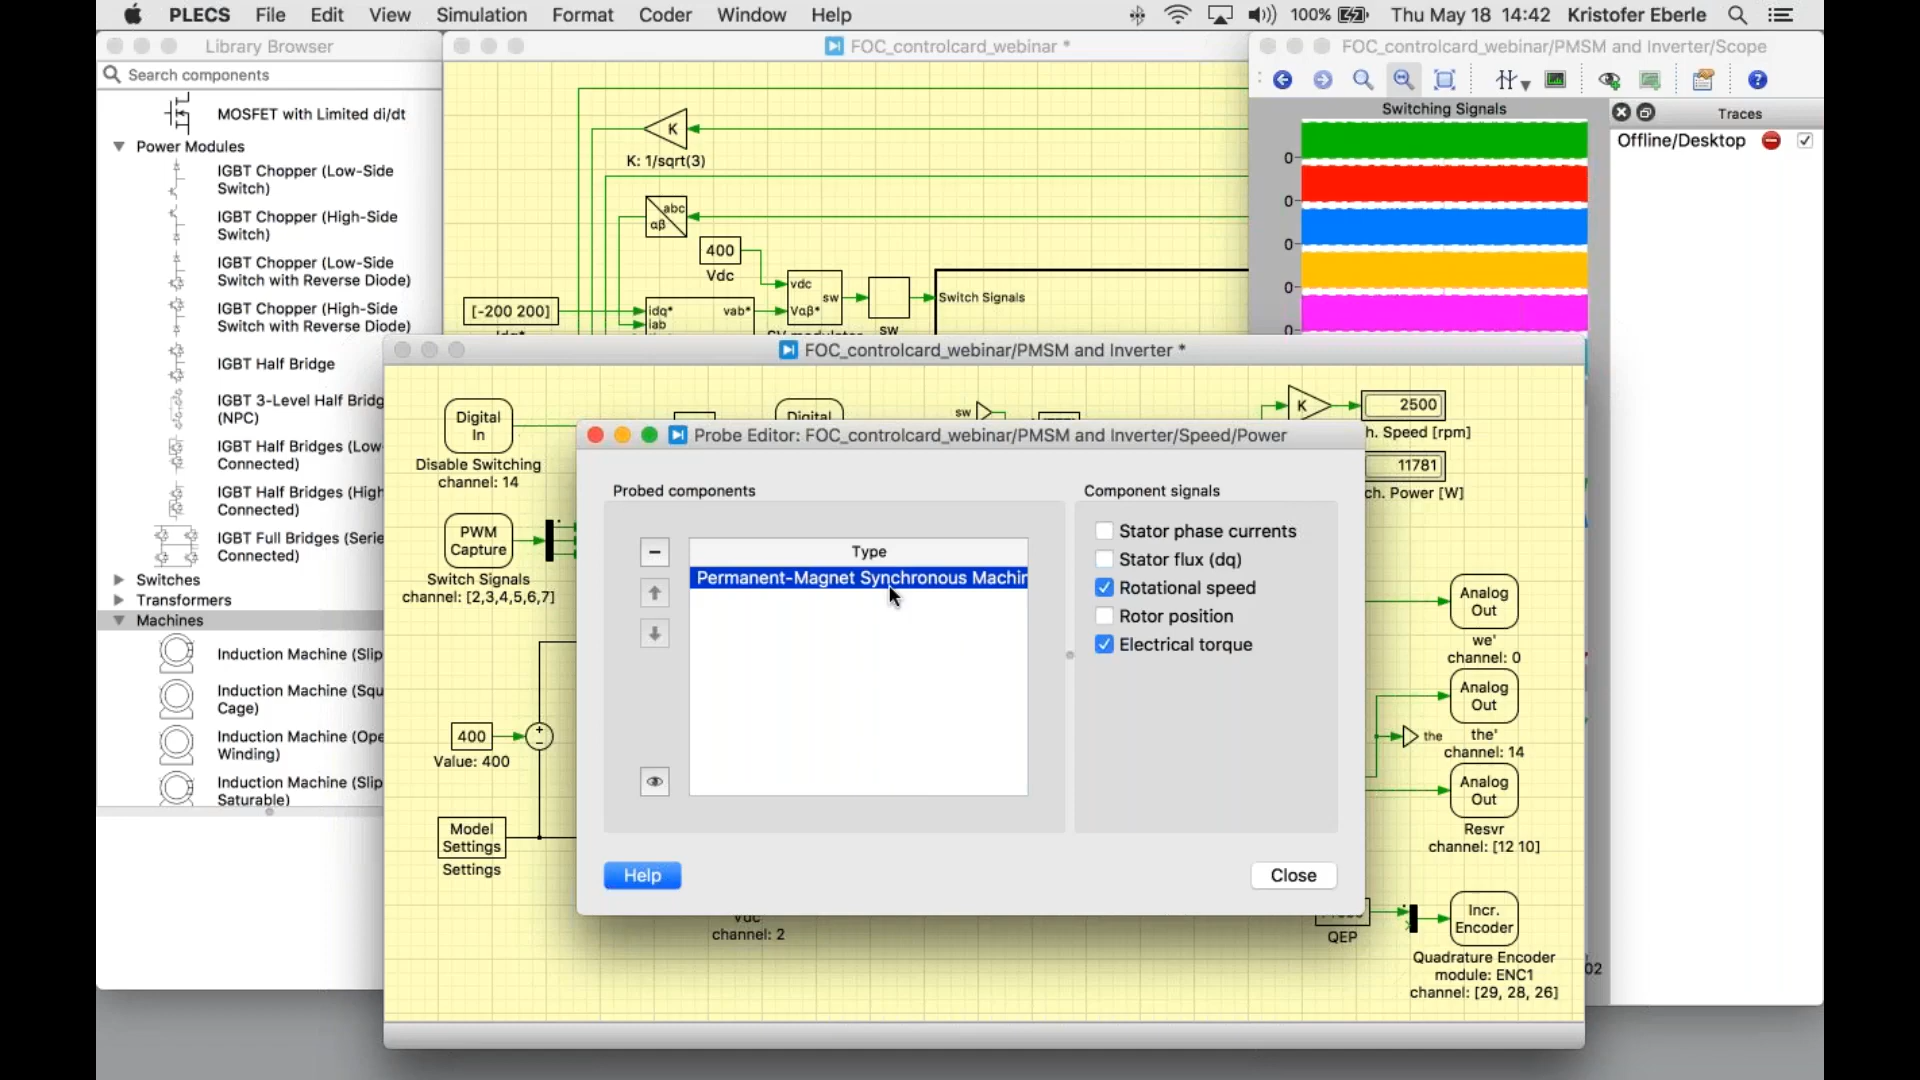 PLECS File Edit View Simulation Format Coder Window Help 100% Thu May 18 14:42 Kristofer Eberle
Library Browser
Search components
MOSFET with Limited di/dt
Power Modules
IGBT Chopper (Low-Side
Switch)
IGBT Chopper (High-Side
Switch)
IGBT Chopper (Low-Side
Switch with Reverse Diode)
IGBT Chopper (High-Side
Switch with Reverse Diode)
IGBT Half Bridge
IGBT 3-Level Half Bridg
(NPC)
IGBT Half Bridges (Low
Connected)
IGBT Half Bridges (High
Connected)
IGBT Full Bridges (Serie
Connected)
Switches
Transformers
Machines
Induction Machine (Slip
Induction Machine (Squ
Cage)
Induction Machine (Ope
Winding)
Induction Machine (Slip
Saturable)
FOC_controlcard_webinar *
K
K: 1/sqrt(3)
abc
αβ
400
Vdc
vdc
sw
Vαβ*
[-200 200]
idq*
iab
vab*
sw
Switch Signals
FOC_controlcard_webinar/PMSM and Inverter/Scope
Switching Signals
0
0
0
0
0
Traces
Offline/Desktop
FOC_controlcard_webinar/PMSM and Inverter *
Digital
In
Disable Switching
channel: 14
PWM
Capture
Switch Signals
channel: [2,3,4,5,6,7]
400
Value: 400
Model
Settings
Settings
Digital
sw
K
2500
h. Speed [rpm]
11781
ch. Power [W]
Analog
Out
we'
channel: 0
Analog
Out
the
the'
channel: 14
Analog
Out
Resvr
channel: [12 10]
Incr.
Encoder
QEP
Quadrature Encoder
module: ENC1
channel: [29, 28, 26]
channel: 2
02
Probe Editor: FOC_controlcard_webinar/PMSM and Inverter/Speed/Power
Probed components
Type
Permanent-Magnet Synchronous Machin
Component signals
Stator phase currents
Stator flux (dq)
Rotational speed
Rotor position
Electrical torque
Help
Close